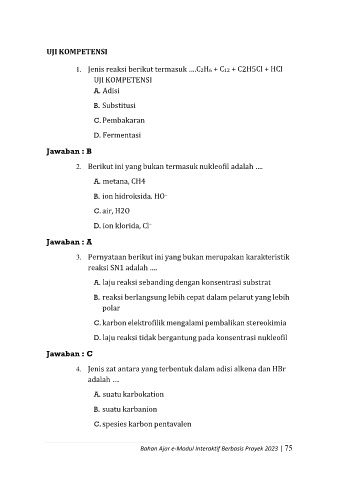 UJI KOMPETENSI
1. Jenis reaksi berikut termasuk ....C₂H₆ + C₁₂ + C2H5Cl + HCl
UJI KOMPETENSI
A. Adisi
B. Substitusi
C. Pembakaran
D. Fermentasi
Jawaban : B
2. Berikut ini yang bukan termasuk nukleofil adalah ....
A. metana, CH4
B. ion hidroksida. HO⁻
C. air, H2O
D. ion klorida, Cl⁻
Jawaban : A
3. Pernyataan berikut ini yang bukan merupakan karakteristik
reaksi SN1 adalah ....
A. laju reaksi sebanding dengan konsentrasi substrat
B. reaksi berlangsung lebih cepat dalam pelarut yang lebih
polar
C. karbon elektrofilik mengalami pembalikan stereokimia
D. laju reaksi tidak bergantung pada konsentrasi nukleofil
Jawaban : C
4. Jenis zat antara yang terbentuk dalam adisi alkena dan HBr
adalah ....
A. suatu karbokation
B. suatu karbanion
C. spesies karbon pentavalen
Bahan Ajar e-Modul Interaktif Berbasis Proyek 2023 | 75